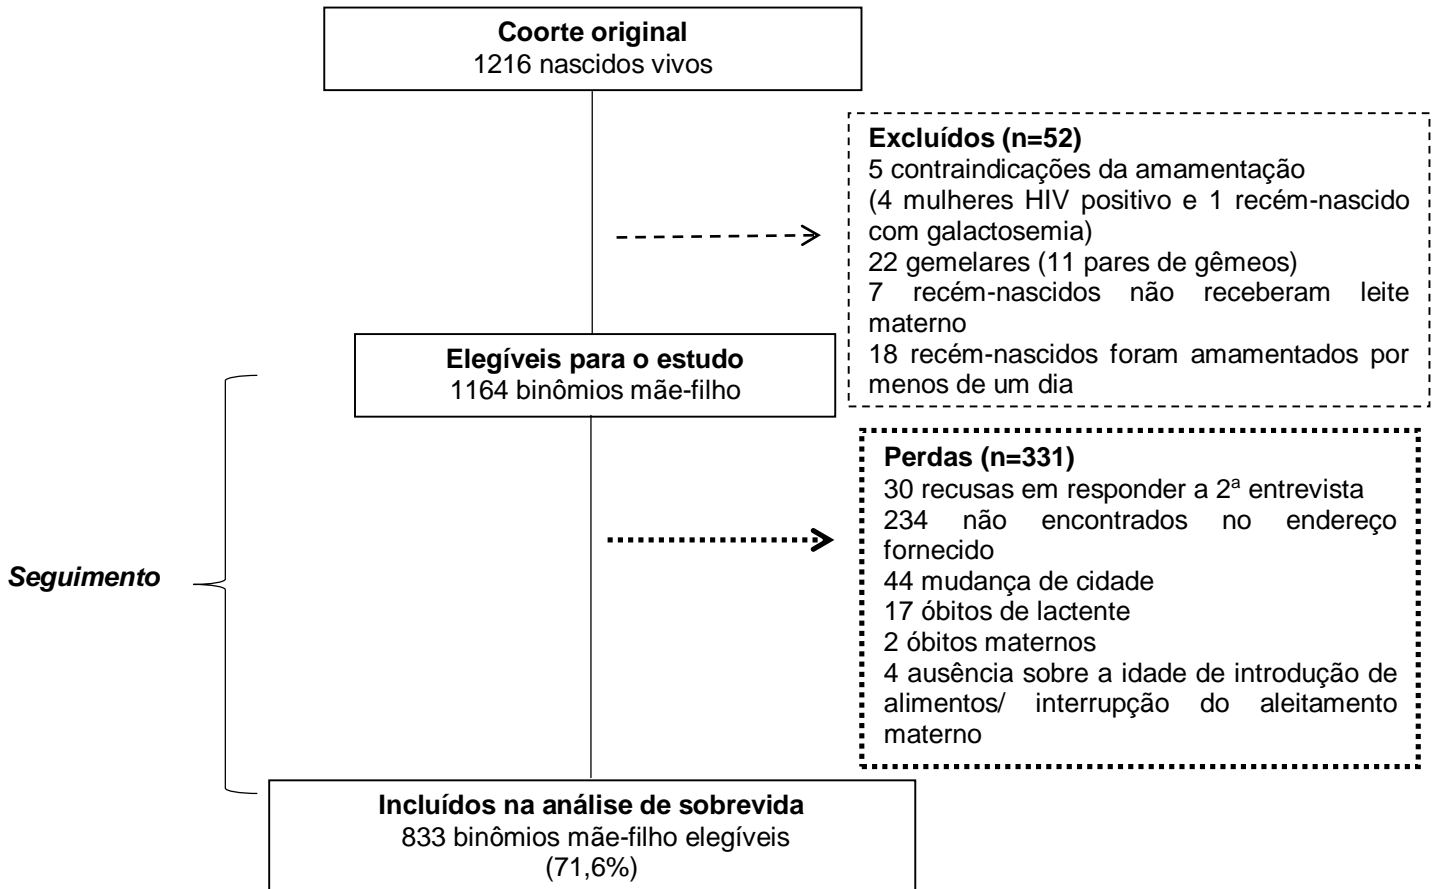 Coorte original
1216 nascidos vivos
Excluídos (n=52)
5 contraindicações da amamentação
(4 mulheres HIV positivo e 1 recém-nascido
com galactosemia)
22 gemelares (11 pares de gêmeos)
7 recém-nascidos não receberam leite
materno
18 recém-nascidos foram amamentados por
menos de um dia
Elegíveis para o estudo
1164 binômios mãe-filho
Perdas (n=331)
30 recusas em responder a 2ª entrevista
234 não encontrados no endereço
fornecido
44 mudança de cidade
17 óbitos de lactente
2 óbitos maternos
4 ausência sobre a idade de introdução de
alimentos/ interrupção do aleitamento
materno
Seguimento
Incluídos na análise de sobrevida
833 binômios mãe-filho elegíveis
(71,6%)